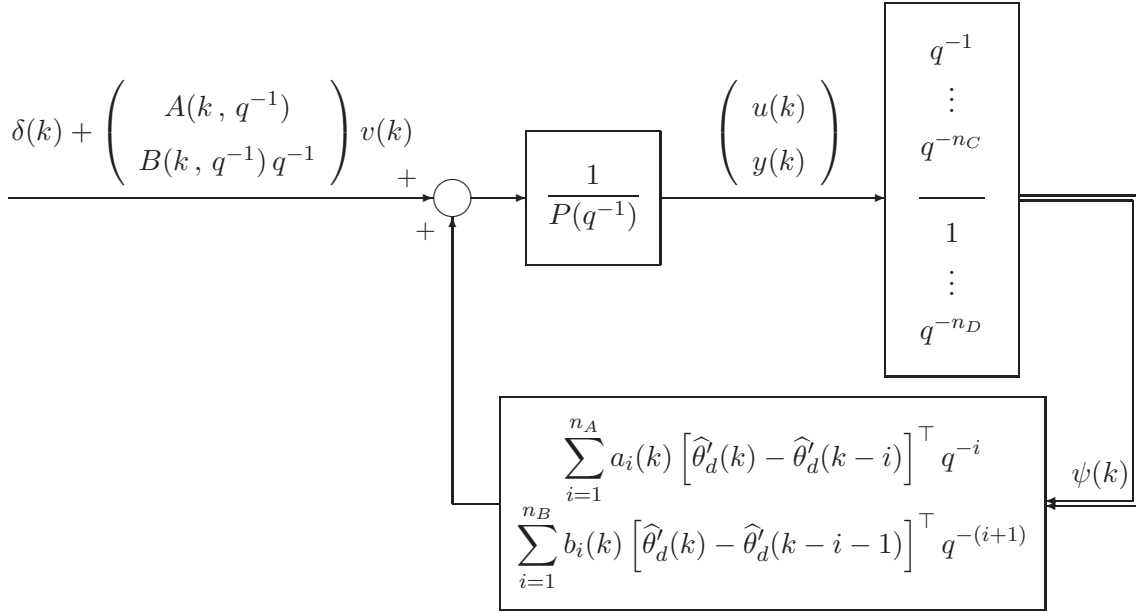 δ(k) + ( A(k , q⁻¹) B(k , q⁻¹) q⁻¹ ) v(k)
+
+
1
P(q⁻¹)
( u(k) y(k) )
q⁻¹
⋮
q^{-n_C}
1
⋮
q^{-n_D}
ψ(k)
∑_{i=1}^{n_A} a_i(k) [θ̂′_d(k) − θ̂′_d(k − i)]^⊤ q^{-i}
∑_{i=1}^{n_B} b_i(k) [θ̂′_d(k) − θ̂′_d(k − i − 1)]^⊤ q^{-(i+1)}